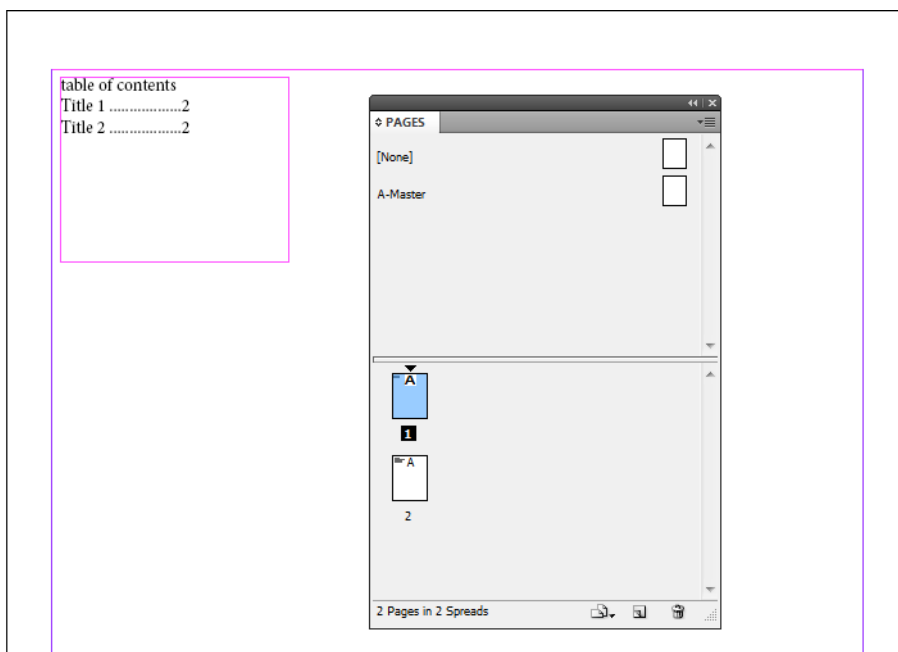 table of contents
Title 1 ..................2
Title 2 ..................2
PAGES
[None]
A-Master
A
1
A
2
2 Pages in 2 Spreads